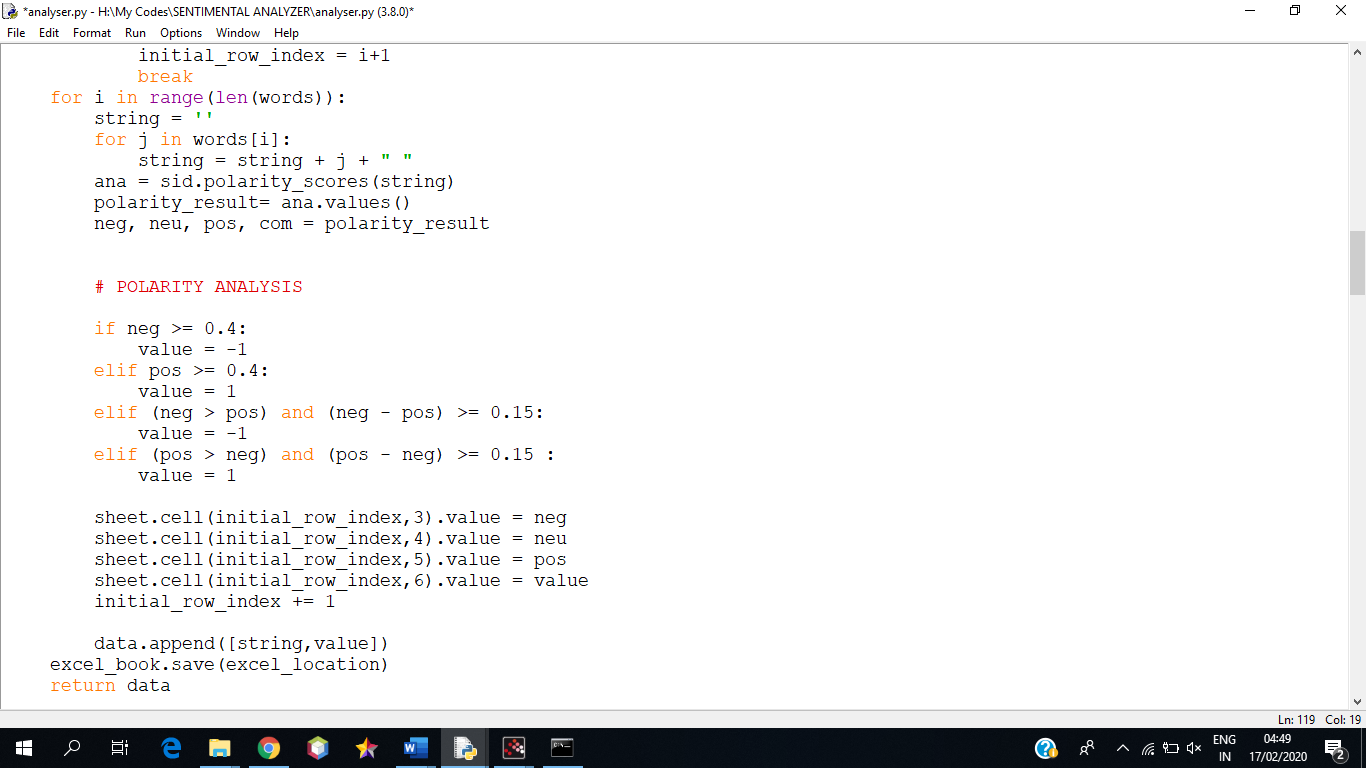 *analyser.py - H:\My Codes\SENTIMENTAL ANALYZER\analyser.py (3.8.0)*
File Edit Format Run Options Window Help
            initial_row_index = i+1
            break
    for i in range(len(words)):
        string = ''
        for j in words[i]:
            string = string + j + " "
        ana = sid.polarity_scores(string)
        polarity_result= ana.values()
        neg, neu, pos, com = polarity_result
        # POLARITY ANALYSIS
        if neg >= 0.4:
            value = -1
        elif pos >= 0.4:
            value = 1
        elif (neg > pos) and (neg - pos) >= 0.15:
            value = -1
        elif (pos > neg) and (pos - neg) >= 0.15 :
            value = 1
        sheet.cell(initial_row_index,3).value = neg
        sheet.cell(initial_row_index,4).value = neu
        sheet.cell(initial_row_index,5).value = pos
        sheet.cell(initial_row_index,6).value = value
        initial_row_index += 1
        data.append([string,value])
    excel_book.save(excel_location)
    return data
Ln: 119 Col: 19
ENG
IN
04:49
17/02/2020
2